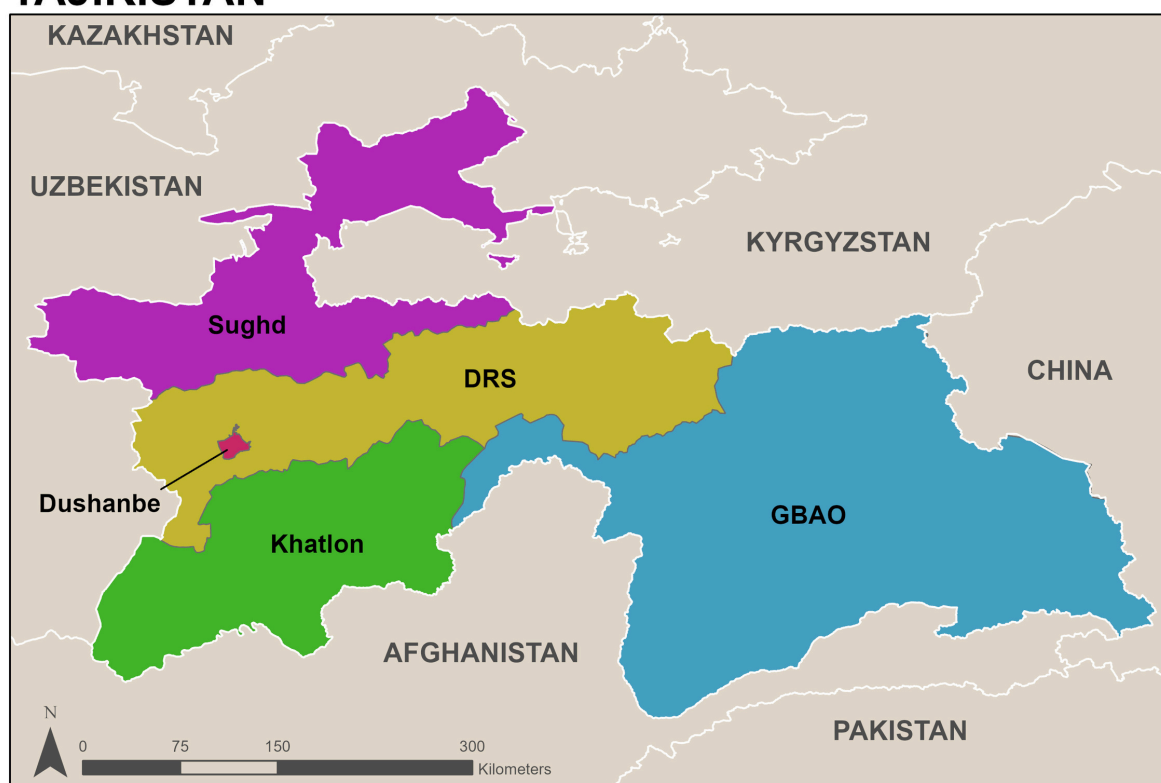 TAJIKISTAN
KAZAKHSTAN
UZBEKISTAN
KYRGYZSTAN
Sughd
CHINA
DRS
Dushanbe
GBAO
Khatlon
AFGHANISTAN
PAKISTAN
N
0 75 150 300
Kilometers